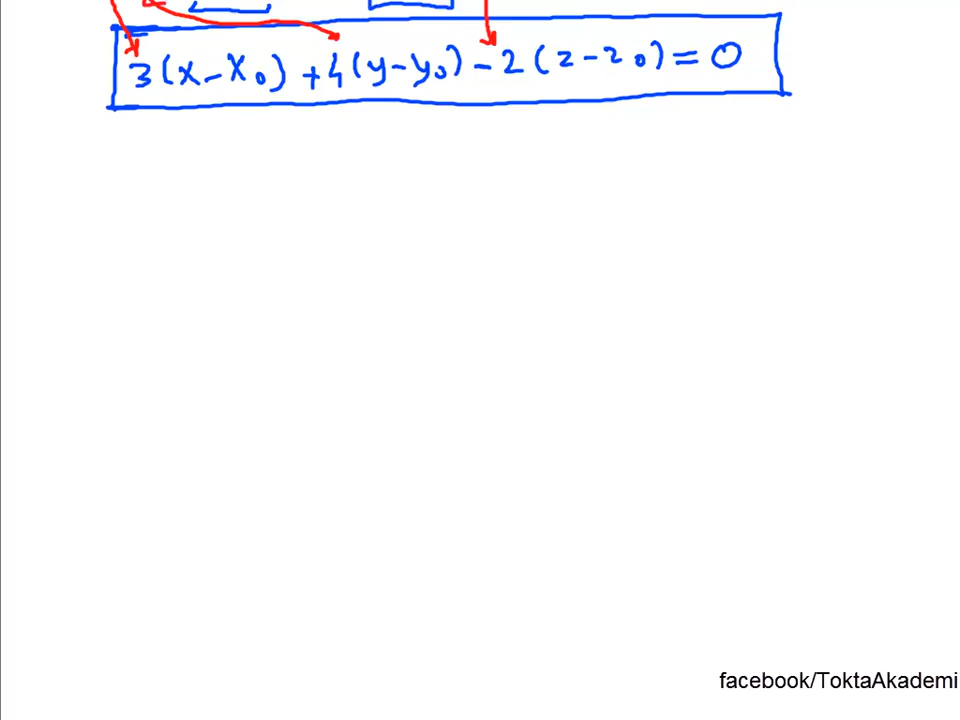 3(x-x₀) +4(y-y₀) -2(z-z₀) = 0
facebook/ToktaAkademi